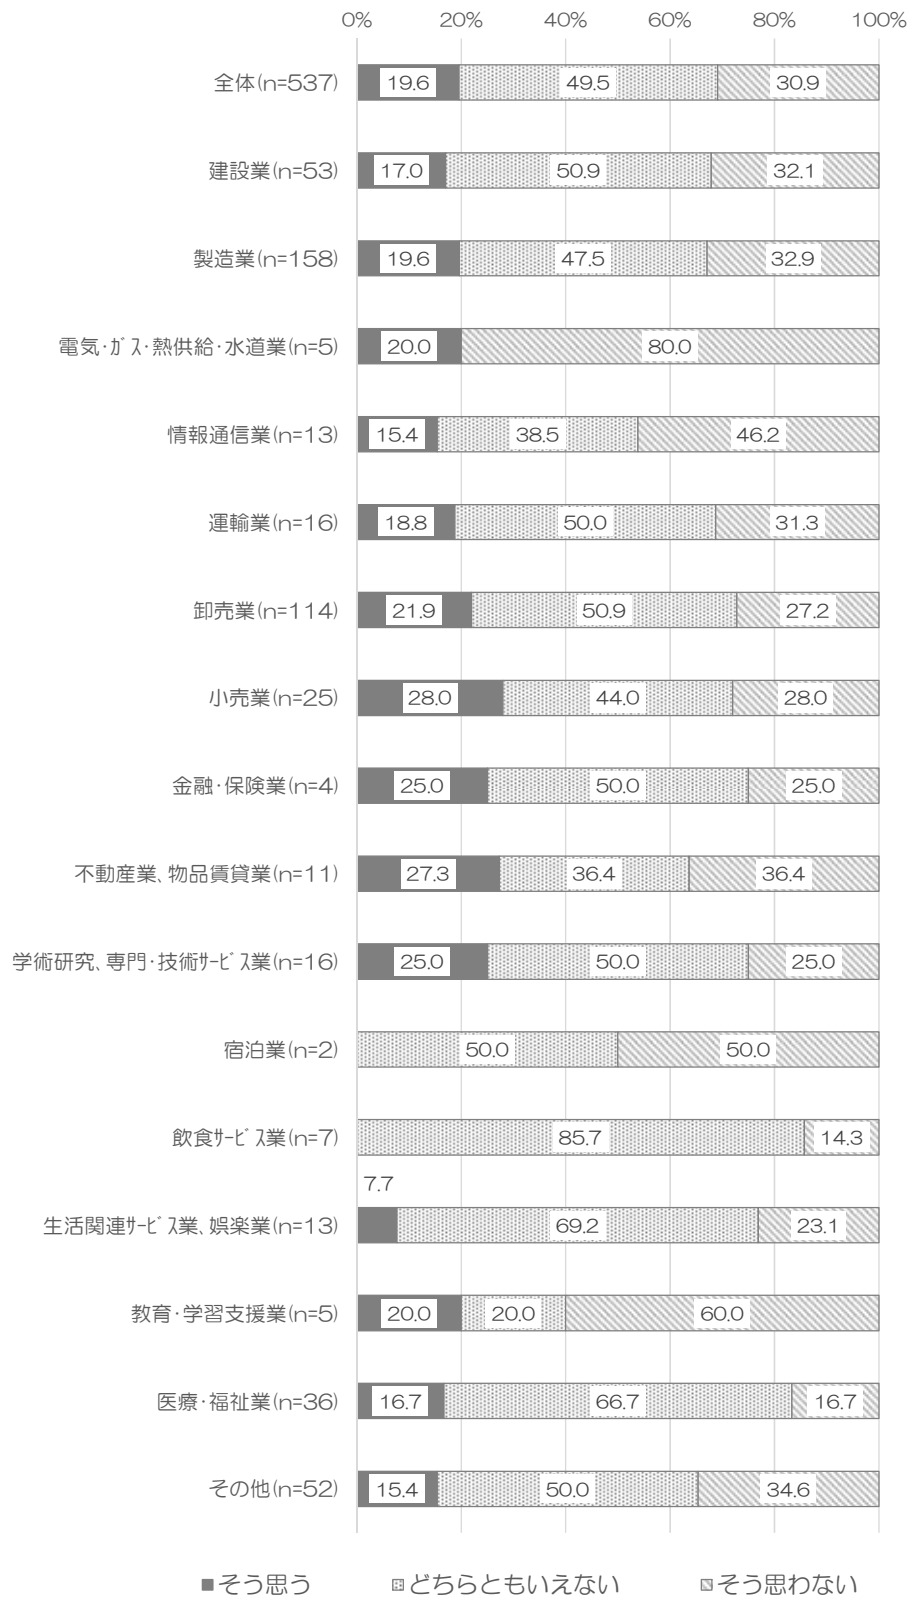 0% 20% 40% 60% 80% 100%
全体(n=537) 19.6 49.5 30.9
建設業(n=53) 17.0 50.9 32.1
製造業(n=158) 19.6 47.5 32.9
電気･ｶﾞｽ･熱供給･水道業(n=5) 20.0 80.0
情報通信業(n=13) 15.4 38.5 46.2
運輸業(n=16) 18.8 50.0 31.3
卸売業(n=114) 21.9 50.9 27.2
小売業(n=25) 28.0 44.0 28.0
金融･保険業(n=4) 25.0 50.0 25.0
不動産業､物品賃貸業(n=11) 27.3 36.4 36.4
学術研究､専門･技術ｻｰﾋﾞｽ業(n=16) 25.0 50.0 25.0
宿泊業(n=2) 50.0 50.0
飲食ｻｰﾋﾞｽ業(n=7) 85.7 14.3
7.7
生活関連ｻｰﾋﾞｽ業､娯楽業(n=13) 69.2 23.1
教育･学習支援業(n=5) 20.0 20.0 60.0
医療･福祉業(n=36) 16.7 66.7 16.7
その他(n=52) 15.4 50.0 34.6
そう思う どちらともいえない そう思わない